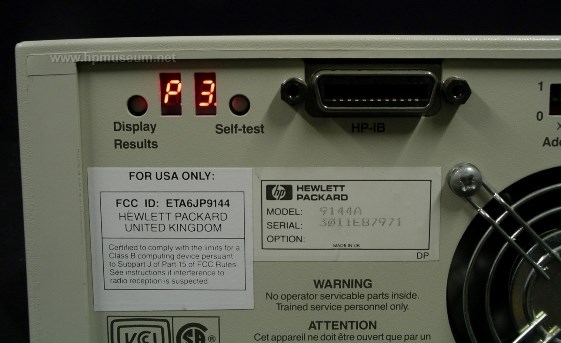 www.hpmuseum.net
P 3.
1
0
Display
Results
Self-test
HP-IB
FOR USA ONLY:
FCC ID: ETA6JP9144
HEWLETT PACKARD
UNITED KINGDOM
Certified to comply with the limits for a
Class B computing device persuant
to Subpart J of Part 15 of FCC Rules.
See instructions if interference to
radio reception is suspected.
hp HEWLETT
PACKARD
MODEL: 9144A
SERIAL: 3011E87971
OPTION:
MADE IN UK
DP
WARNING
No operator servicable parts inside.
Trained service personnel only.
ATTENTION
Cet appareil ne doit être ouvert que par un
VCCI